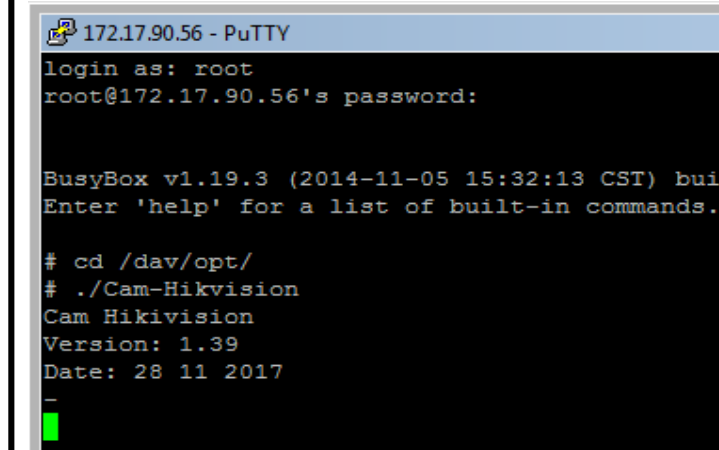 172.17.90.56 - PuTTY
login as: root
root@172.17.90.56's password:
BusyBox v1.19.3 (2014-11-05 15:32:13 CST) bui
Enter 'help' for a list of built-in commands.
# cd /dav/opt/
# ./Cam-Hikvision
Cam Hikivision
Version: 1.39
Date: 28 11 2017
-